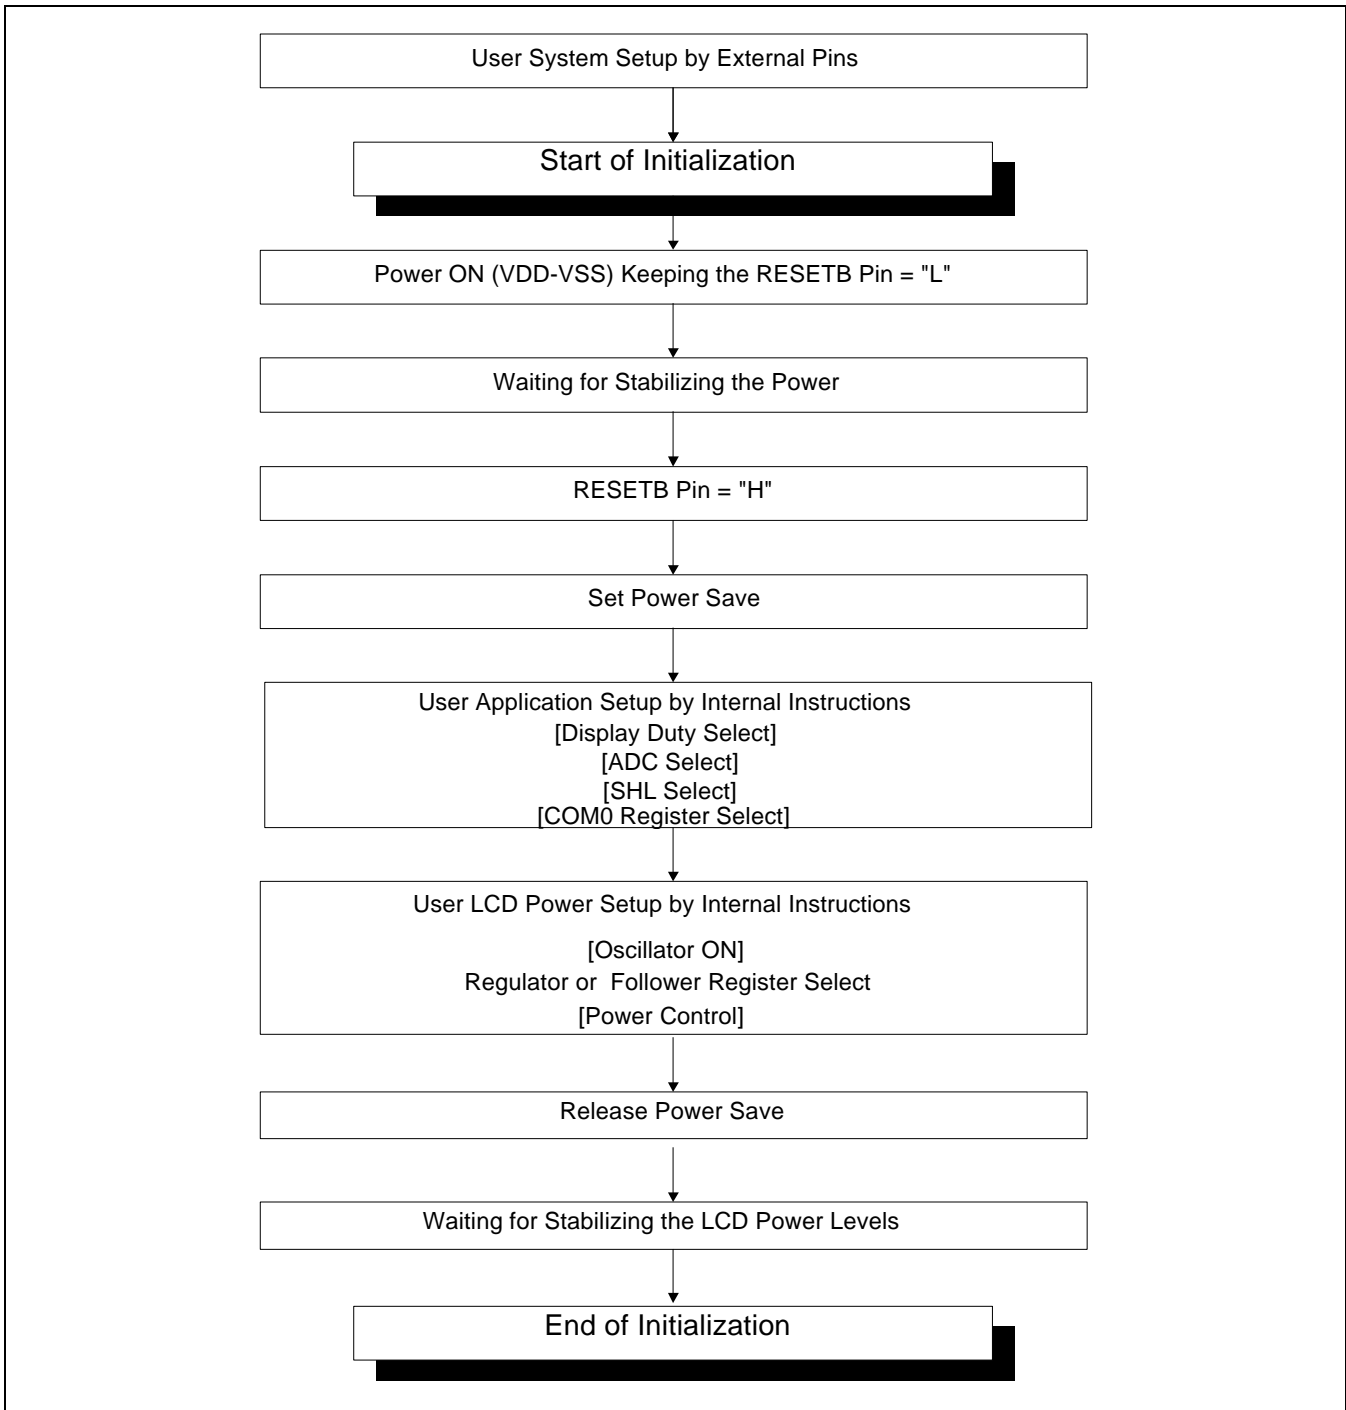 User System Setup by External Pins
Start of Initialization
Power ON (VDD-VSS) Keeping the RESETB Pin = "L"
Waiting for Stabilizing the Power
RESETB Pin = "H"
Set Power Save
User Application Setup by Internal Instructions
[Display Duty Select]
[ADC Select]
[SHL Select]
[COM0 Register Select]
User LCD Power Setup by Internal Instructions
[Oscillator ON]
Regulator or Follower Register Select
[Power Control]
Release Power Save
Waiting for Stabilizing the LCD Power Levels
End of Initialization